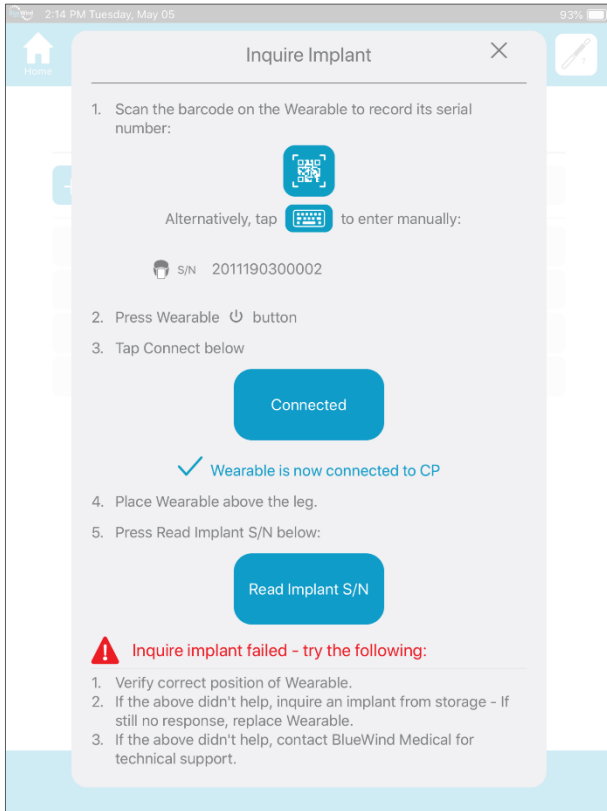 2:14 PM Tuesday, May 05
93%
Home
Inquire Implant
1. Scan the barcode on the Wearable to record its serial
number:
Alternatively, tap to enter manually:
S/N 2011190300002
2. Press Wearable button
3. Tap Connect below
Connected
Wearable is now connected to CP
4. Place Wearable above the leg.
5. Press Read Implant S/N below:
Read Implant S/N
Inquire implant failed - try the following:
1. Verify correct position of Wearable.
2. If the above didn't help, inquire an implant from storage - If
still no response, replace Wearable.
3. If the above didn't help, contact BlueWind Medical for
technical support.